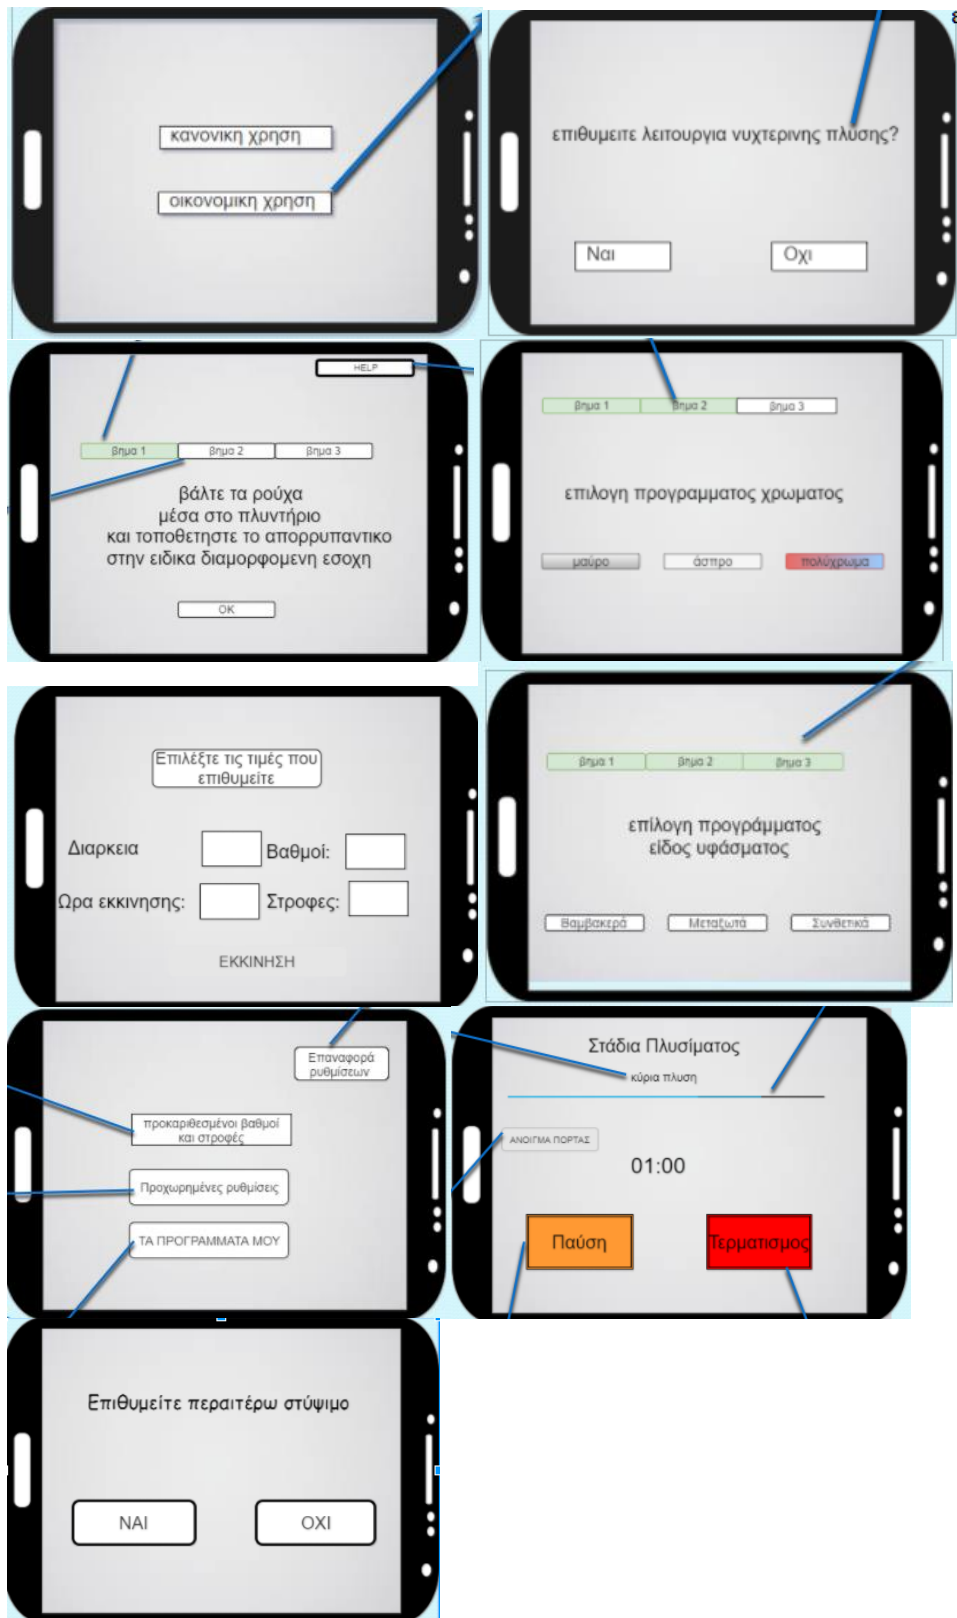 κανονικη χρηση
οικονομικη χρηση
ε
επιθυμειτε λειτουργια νυχτερινης πλυσης?
Ναι
Οχι
HELP
βημα 1
βημα 2
βημα 3
βάλτε τα ρούχα
μέσα στο πλυντήριο
και τοποθετηστε το απορρυπαντικο
στην ειδικα διαμορφομενη εσοχη
OK
βημα 1
βημα 2
βημα 3
επιλογη προγραμματος χρωματος
μαύρο
άσπρο
πολύχρωμα
Επιλέξτε τις τιμές που
επιθυμείτε
Διαρκεια
Βαθμοί:
Ωρα εκκινησης:
Στροφες:
ΕΚΚΙΝΗΣΗ
βημα 1
βημα 2
βημα 3
επίλογη προγράμματος
είδος υφάσματος
Βαμβακερά
Μεταξωτά
Συνθετικά
Επαναφορά
ρυθμίσεων
προκαριθεσμένοι βαθμοί
και στροφές
Προχωρημένες ρυθμίσεις
ΤΑ ΠΡΟΓΡΑΜΜΑΤΑ ΜΟΥ
Στάδια Πλυσίματος
κύρια πλυση
ΑΝΟΙΓΜΑ ΠΟΡΤΑΣ
01:00
Παύση
Τερματισμος
Επιθυμείτε περαιτέρω στύψιμο
ΝΑΙ
ΟΧΙ